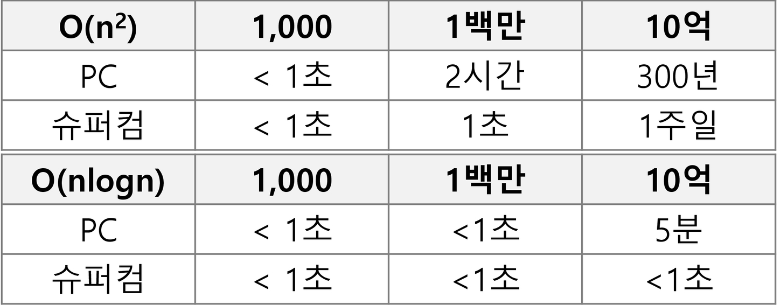 O(n²) 1,000 1백만 10억
PC < 1초 2시간 300년
슈퍼컴 < 1초 1초 1주일
O(nlogn) 1,000 1백만 10억
PC < 1초 <1초 5분
슈퍼컴 < 1초 <1초 <1초